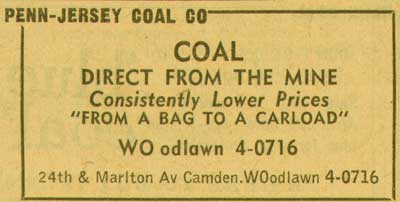 PENN-JERSEY COAL CO
COAL
DIRECT FROM THE MINE
Consistently Lower Prices
"FROM A BAG TO A CARLOAD"
WO odlawn 4-0716
24th & Marlton Av Camden.WOodlawn 4-0716